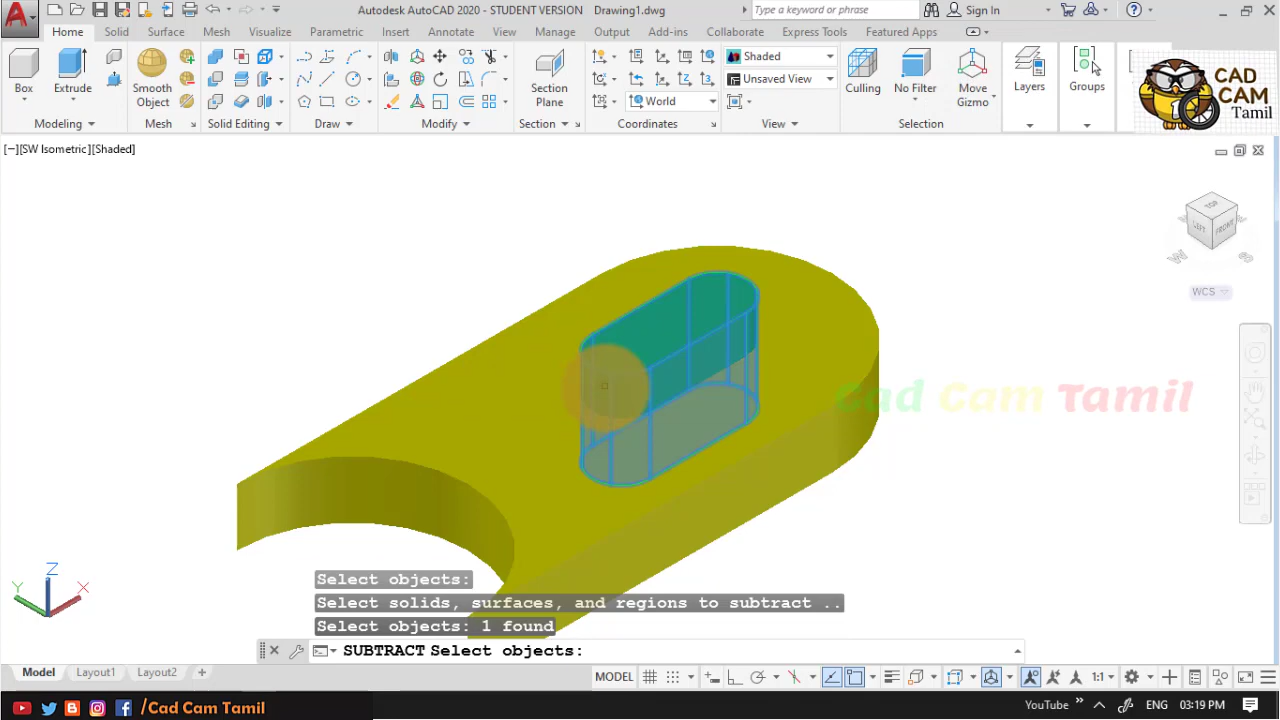 Autodesk AutoCAD 2020 - STUDENT VERSION Drawing1.dwg
Type a keyword or phrase
Sign In
Home Solid Surface Mesh Visualize Parametric Insert Annotate View Manage Output Add-ins Collaborate Express Tools Featured Apps
Box
Extrude
Smooth
Object
Section
Plane
Shaded
Unsaved View
World
Culling
No Filter
Move
Gizmo
Layers
Groups
CAD
CAM
Tamil
Modeling Mesh Solid Editing Draw Modify Section Coordinates View Selection
[−][SW Isometric][Shaded]
TOP
LEFT
FRONT
W
S
WCS
Cad Cam Tamil
Z
Y
X
Select objects:
Select solids, surfaces, and regions to subtract ..
Select objects: 1 found
SUBTRACT Select objects:
Model Layout1 Layout2 +
MODEL
1:1
/Cad Cam Tamil
YouTube
ENG
03:19 PM